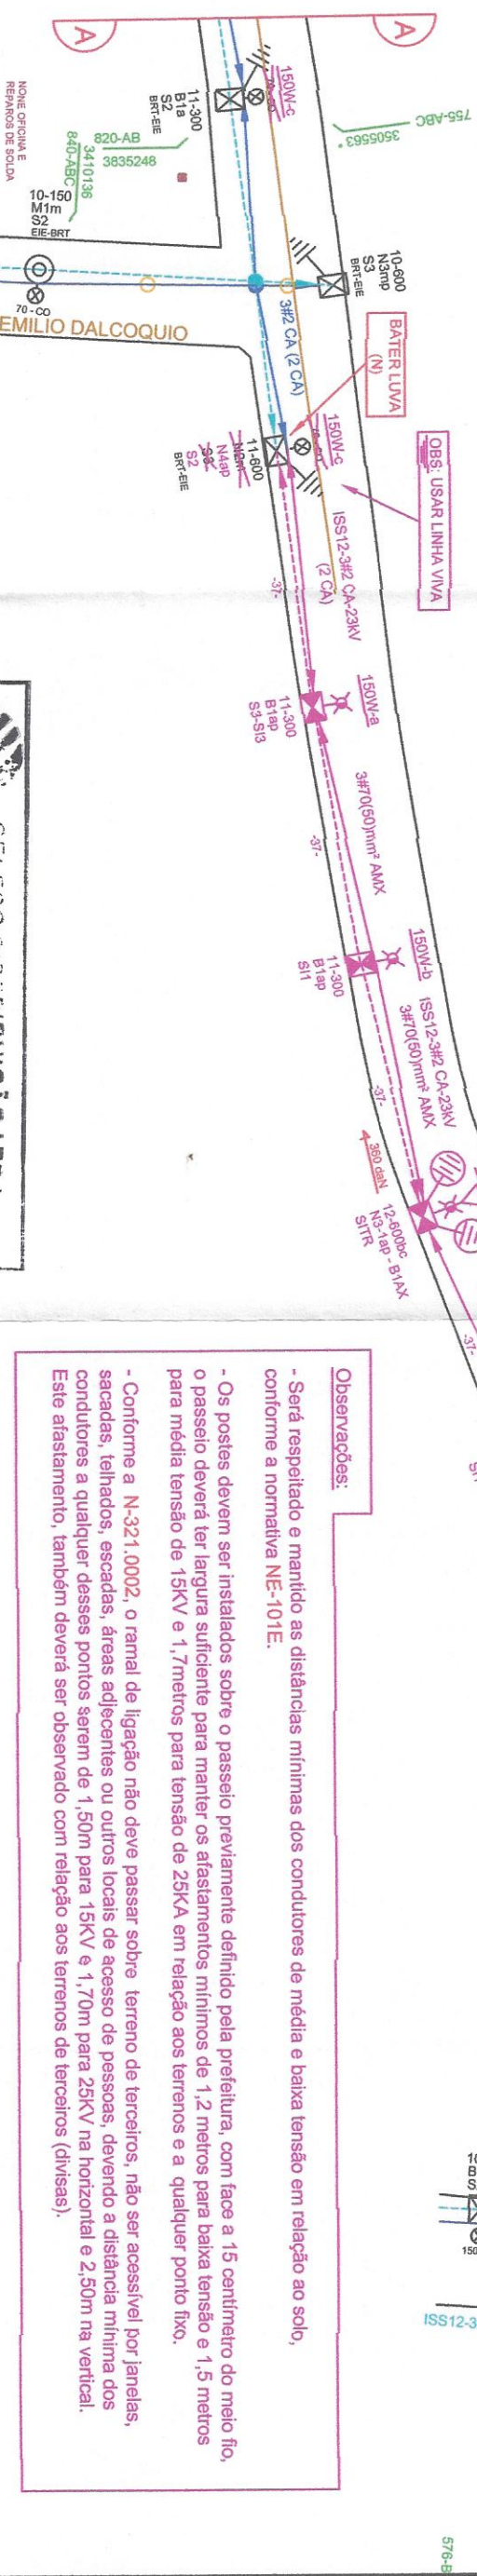 A
A
755-ABC
3505563*
150W-c
11-300
B1a
S2
BRT-EIE
820-AB
3835248
3410136
840-ABC
NONE OFICINA E
REPAROS DE SOLDA
10-150
M1m
S2
EIE-BRT
70 - CO
EMILIO DALCOQUIO
10-600
N3mp
S3
BRT-EIE
3#2 CA (2 CA)
BATER LUVA
(N)
OBS: USAR LINHA VIVA
150W-c
11-600
N4ap
S2
BRT-EIE
ISS12-3#2 CA-23kV
(2 CA)
-37-
150W-a
11-300
B1ap
S3-SI3
3#70(50)mm² AMX
-37-
150W-b
11-300
B1ap
SI1
ISS12-3#2 CA-23kV
3#70(50)mm² AMX
-37-
360 daN
12-600bc
N3-1ap - B1AX
SITR
-37-
Observações:
- Será respeitado e mantido as distâncias mínimas dos condutores de média e baixa tensão em relação ao solo,
conforme a normativa NE-101E.
- Os postes devem ser instalados sobre o passeio previamente definido pela prefeitura, com face a 15 centímetro do meio fio,
o passeio deverá ter largura suficiente para manter os afastamentos mínimos de 1,2 metros para baixa tensão e 1,5 metros
para média tensão de 15KV e 1,7metros para tensão de 25KA em relação aos terrenos e a qualquer ponto fixo.
- Conforme a N-321.0002, o ramal de ligação não deve passar sobre terreno de terceiros, não ser acessível por janelas,
sacadas, telhados, escadas, áreas adjecentes ou outros locais de acesso de pessoas, devendo a distância mínima dos
condutores a qualquer desses pontos serem de 1,50m para 15KV e 1,70m para 25KV na horizontal e 2,50m na vertical.
Este afastamento, também deverá ser observado com relação aos terrenos de terceiros (divisas).
150
ISS12-3
576-B